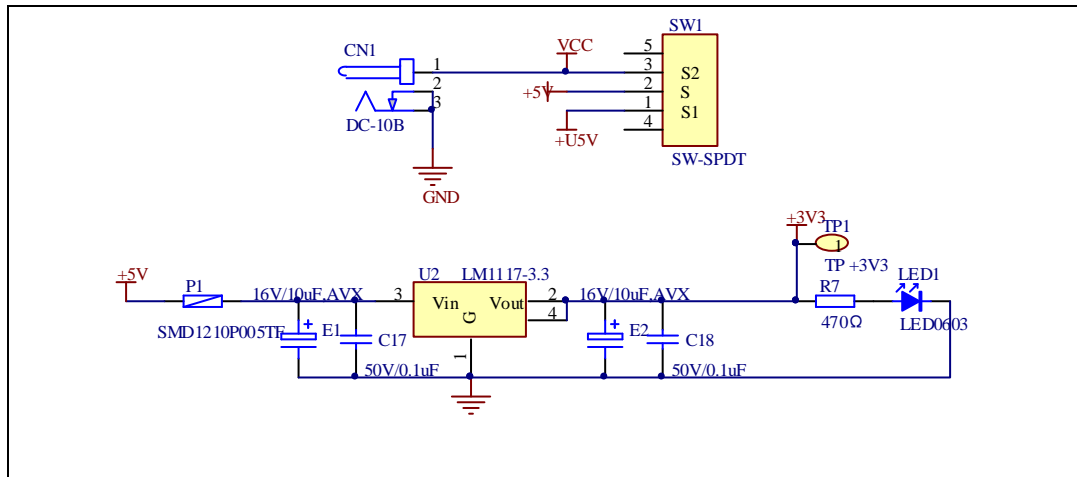 SW1
CN1
VCC
5
1
3
S2
2
+5V
2
S
3
1
S1
DC-10B
4
+U5V
SW-SPDT
GND
+3V3
TP1
1
+5V
P1
U2
LM1117-3.3
TP +3V3
LED1
R7
16V/10uF,AVX
3
Vin
Vout
2
16V/10uF,AVX
4
G
SMD1210P005TF
+
E1
C17
+
E2
C18
470Ω
LED0603
1
50V/0.1uF
50V/0.1uF